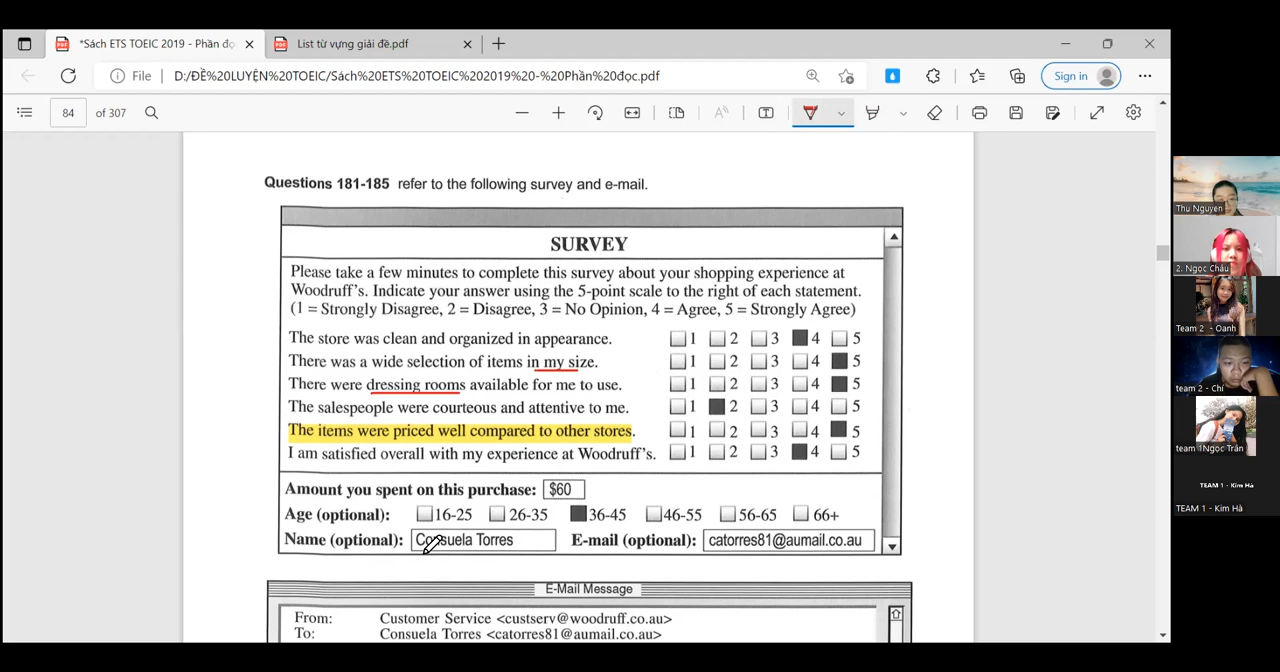 *Sách ETS TOEIC 2019 - Phần đọ
List từ vựng giải đề.pdf
File
D:/ĐỀ%20LUYỆN%20TOEIC/Sách%20ETS%20TOEIC%202019%20-%20Phần%20đọc.pdf
Sign in
84 of 307
Questions 181-185 refer to the following survey and e-mail.
SURVEY
Please take a few minutes to complete this survey about your shopping experience at
Woodruff's. Indicate your answer using the 5-point scale to the right of each statement.
(1 = Strongly Disagree, 2 = Disagree, 3 = No Opinion, 4 = Agree, 5 = Strongly Agree)
The store was clean and organized in appearance. 1 2 3 4 5
There was a wide selection of items in my size. 1 2 3 4 5
There were dressing rooms available for me to use. 1 2 3 4 5
The salespeople were courteous and attentive to me. 1 2 3 4 5
The items were priced well compared to other stores. 1 2 3 4 5
I am satisfied overall with my experience at Woodruff's. 1 2 3 4 5
Amount you spent on this purchase: $60
Age (optional): 16-25 26-35 36-45 46-55 56-65 66+
Name (optional): Consuela Torres E-mail (optional): catorres81@aumail.co.au
E-Mail Message
From: Customer Service <custserv@woodruff.co.au>
To: Consuela Torres <catorres81@aumail.co.au>
Thu Nguyen
2. Ngọc Châu
Team 2 - Oanh
team 2 - Chí
team 1Ngọc Trân
TEAM 1 - Kim Hà
TEAM 1 - Kim Hà